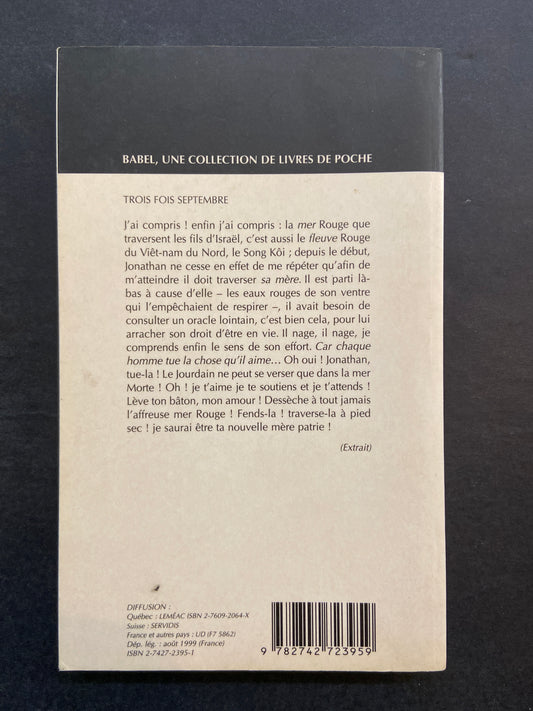 BABEL, UNE COLLECTION DE LIVRES DE POCHE
TROIS FOIS SEPTEMBRE
J'ai compris ! enfin j'ai compris : la mer Rouge que
traversent les fils d'Israël, c'est aussi le fleuve Rouge
du Viêt-nam du Nord, le Song Kôi ; depuis le début,
Jonathan ne cesse en effet de me répéter qu'afin de
m'atteindre il doit traverser sa mère. Il est parti là-
bas à cause d'elle – les eaux rouges de son ventre
qui l'empêchaient de respirer –, il avait besoin de
consulter un oracle lointain, c'est bien cela, pour lui
arracher son droit d'être en vie. Il nage, il nage, je
comprends enfin le sens de son effort. Car chaque
homme tue la chose qu'il aime... Oh oui ! Jonathan,
tue-la ! Le Jourdain ne peut se verser que dans la mer
Morte ! Oh ! je t'aime je te soutiens et je t'attends !
Lève ton bâton, mon amour ! Dessèche à tout jamais
l'affreuse mer Rouge ! Fends-la ! traverse-la à pied
sec ! je saurai être ta nouvelle mère patrie !
(Extrait)
DIFFUSION :
Québec : LEMÉAC ISBN 2-7609-2064-X
Suisse : SERVIDIS
France et autres pays : UD (F7 5862)
Dép. lég. : août 1999 (France)
ISBN 2-7427-2395-1
9 782742 723959